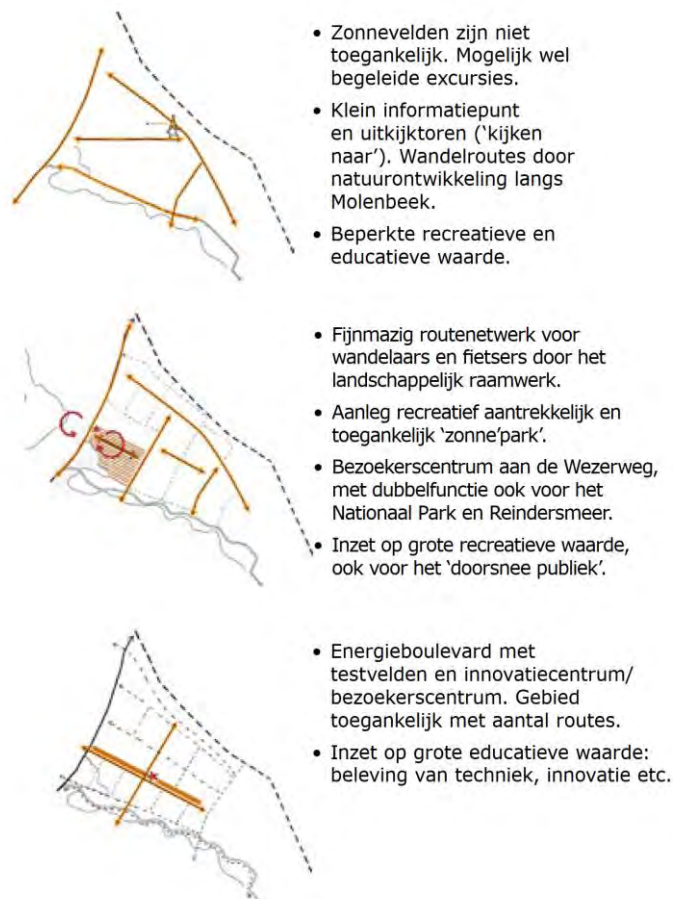 • Zonnevelden zijn niet
toegankelijk. Mogelijk wel
begeleide excursies.
• Klein informatiepunt
en uitkijktoren (‘kijken
naar’). Wandelroutes door
natuurontwikkeling langs
Molenbeek.
• Beperkte recreatieve en
educatieve waarde.
• Fijnmazig routenetwerk voor
wandelaars en fietsers door het
landschappelijk raamwerk.
• Aanleg recreatief aantrekkelijk en
toegankelijk ‘zonne’park’.
• Bezoekerscentrum aan de Wezerweg,
met dubbelfunctie ook voor het
Nationaal Park en Reindersmeer.
• Inzet op grote recreatieve waarde,
ook voor het ‘doorsnee publiek’.
• Energieboulevard met
testvelden en innovatiecentrum/
bezoekerscentrum. Gebied
toegankelijk met aantal routes.
• Inzet op grote educatieve waarde:
beleving van techniek, innovatie etc.